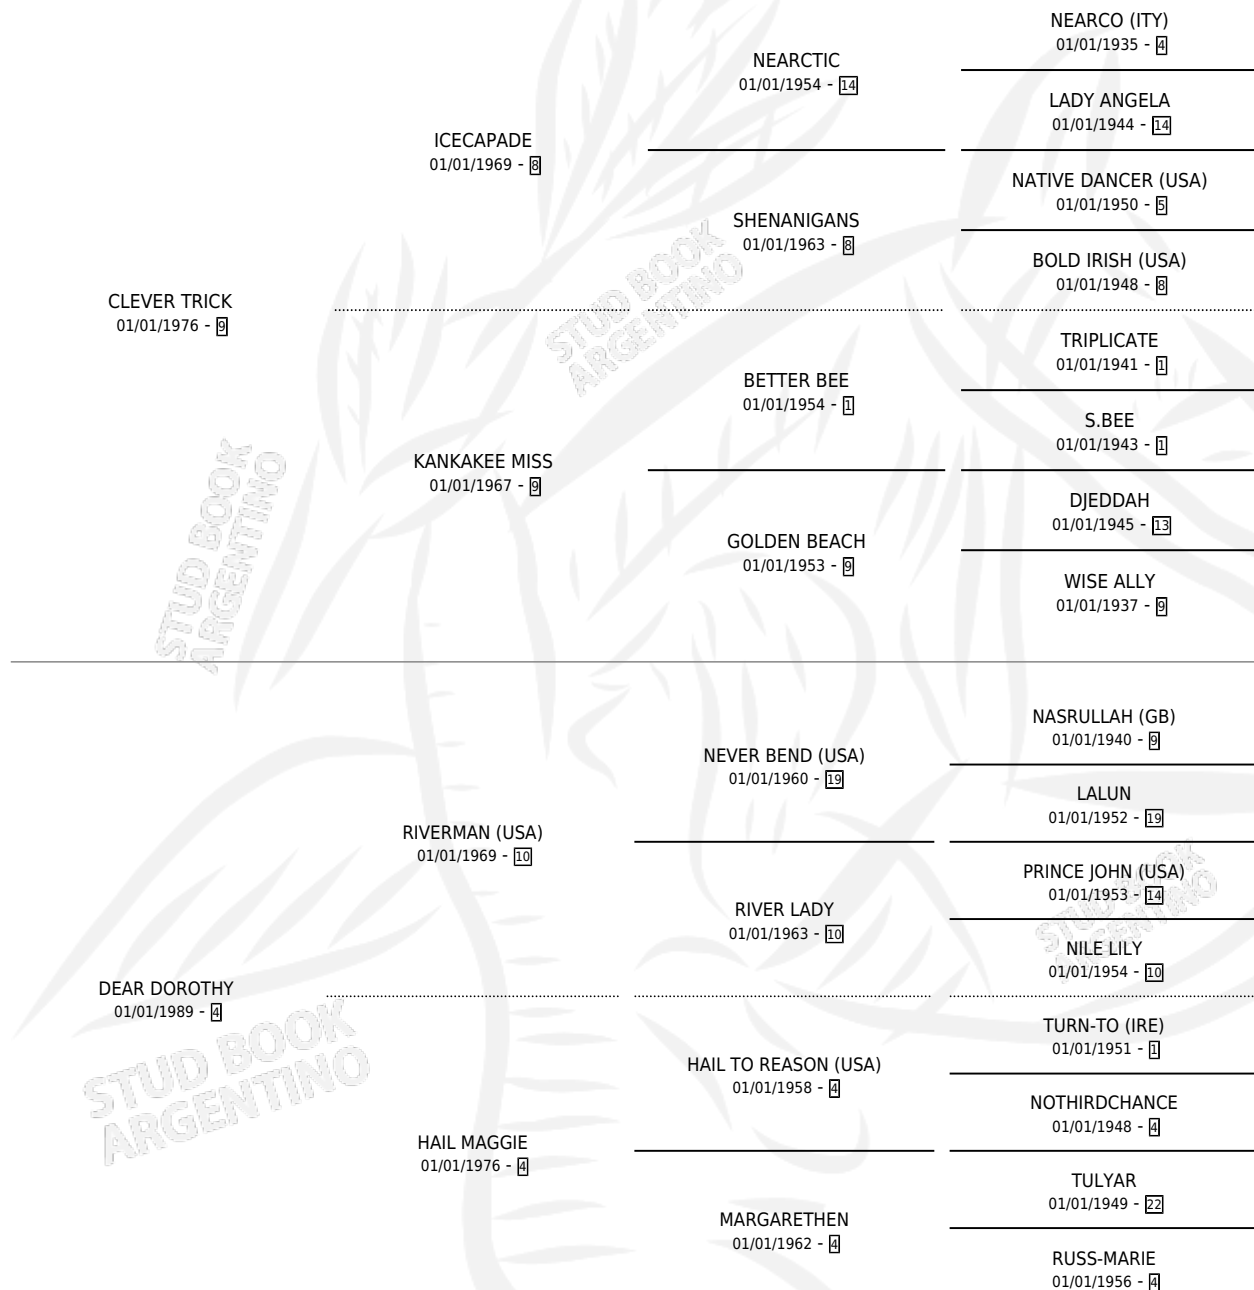 NEARCO (ITY)
01/01/1935 - 4
NEARCTIC
01/01/1954 - 14
LADY ANGELA
01/01/1944 - 14
ICECAPADE
01/01/1969 - 8
NATIVE DANCER (USA)
01/01/1950 - 5
SHENANIGANS
01/01/1963 - 8
BOLD IRISH (USA)
01/01/1948 - 8
CLEVER TRICK
01/01/1976 - 9
TRIPLICATE
01/01/1941 - 1
BETTER BEE
01/01/1954 - 1
S.BEE
01/01/1943 - 1
KANKAKEE MISS
01/01/1967 - 9
DJEDDAH
01/01/1945 - 13
GOLDEN BEACH
01/01/1953 - 9
WISE ALLY
01/01/1937 - 9
NASRULLAH (GB)
01/01/1940 - 9
NEVER BEND (USA)
01/01/1960 - 19
LALUN
01/01/1952 - 19
RIVERMAN (USA)
01/01/1969 - 10
PRINCE JOHN (USA)
01/01/1953 - 14
RIVER LADY
01/01/1963 - 10
NILE LILY
01/01/1954 - 10
DEAR DOROTHY
01/01/1989 - 4
TURN-TO (IRE)
01/01/1951 - 1
HAIL TO REASON (USA)
01/01/1958 - 4
NOTHIRDCHANCE
01/01/1948 - 4
HAIL MAGGIE
01/01/1976 - 4
TULYAR
01/01/1949 - 22
MARGARETHEN
01/01/1962 - 4
RUSS-MARIE
01/01/1956 - 4
STUD BOOK
ARGENTINO
STUD BOOK
ARGENTINO
STUD BOOK
ARGENTINO
STUD BOOK
ARGENTINO